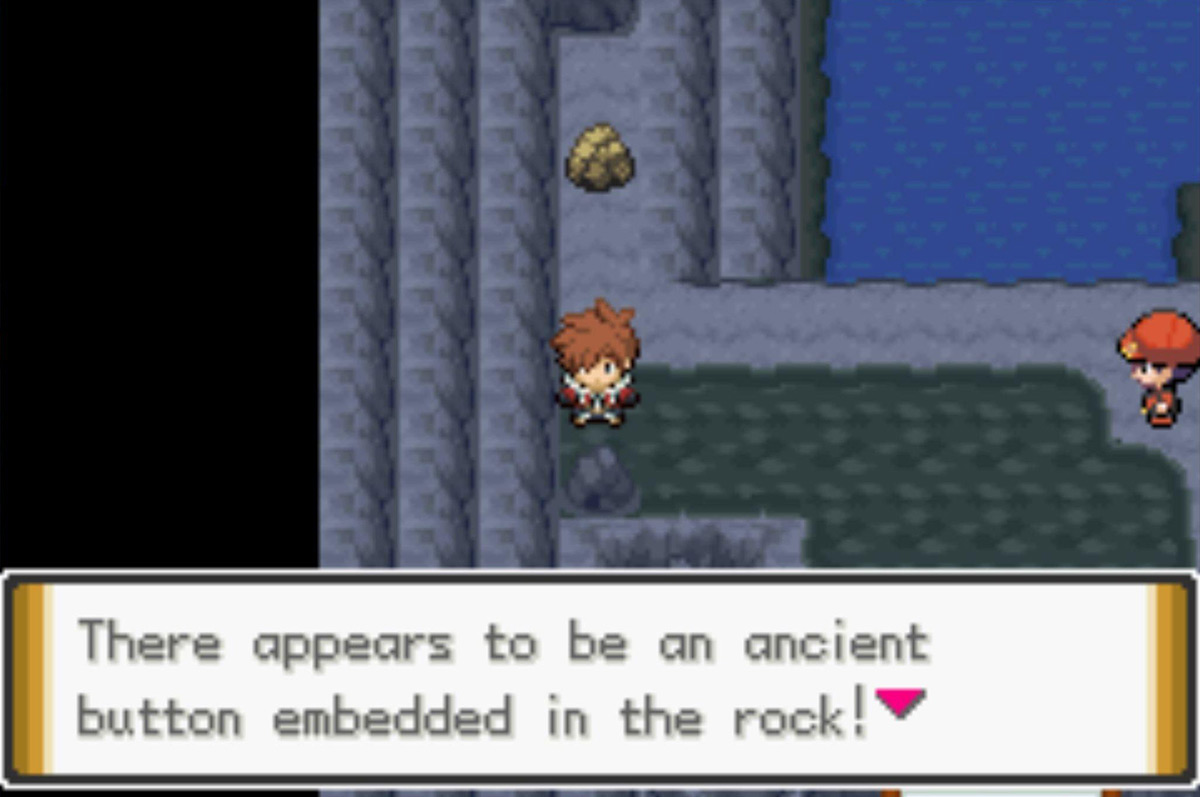 There appears to be an ancient
button embedded in the rock!